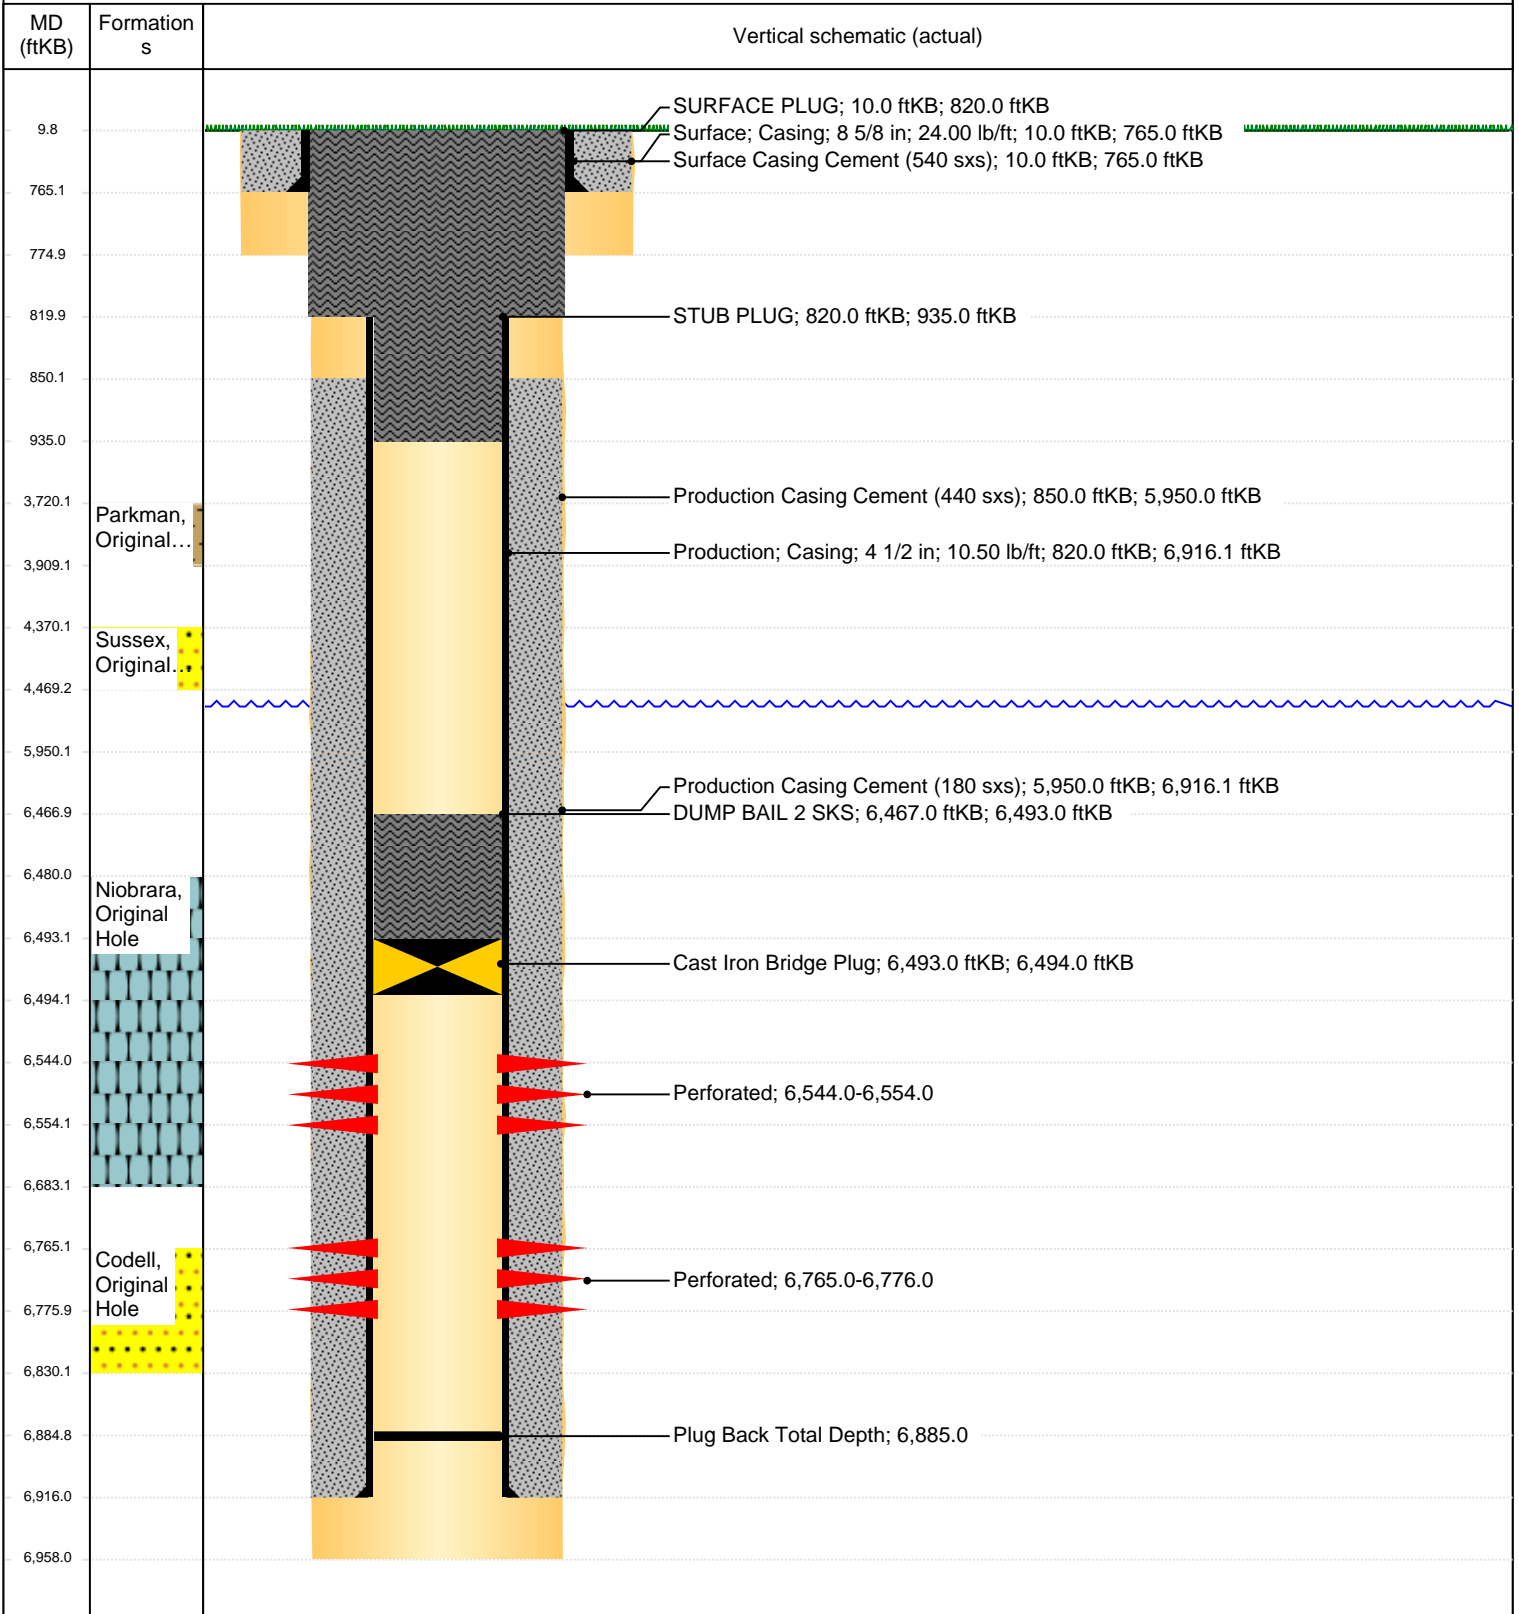 MD
(ftKB)
Formation
s
Vertical schematic (actual)
SURFACE PLUG; 10.0 ftKB; 820.0 ftKB
9.8
Surface; Casing; 8 5/8 in; 24.00 lb/ft; 10.0 ftKB; 765.0 ftKB
Surface Casing Cement (540 sxs); 10.0 ftKB; 765.0 ftKB
765.1
774.9
819.9
STUB PLUG; 820.0 ftKB; 935.0 ftKB
850.1
935.0
Production Casing Cement (440 sxs); 850.0 ftKB; 5,950.0 ftKB
3,720.1
Parkman,
Original...
Production; Casing; 4 1/2 in; 10.50 lb/ft; 820.0 ftKB; 6,916.1 ftKB
3,909.1
4,370.1
Sussex,
Original...
4,469.2
5,950.1
Production Casing Cement (180 sxs); 5,950.0 ftKB; 6,916.1 ftKB
6,466.9
DUMP BAIL 2 SKS; 6,467.0 ftKB; 6,493.0 ftKB
6,480.0
Niobrara,
Original
Hole
6,493.1
Cast Iron Bridge Plug; 6,493.0 ftKB; 6,494.0 ftKB
6,494.1
6,544.0
Perforated; 6,544.0-6,554.0
6,554.1
6,683.1
6,765.1
Codell,
Original
Hole
Perforated; 6,765.0-6,776.0
6,775.9
6,830.1
6,884.8
Plug Back Total Depth; 6,885.0
6,916.0
6,958.0